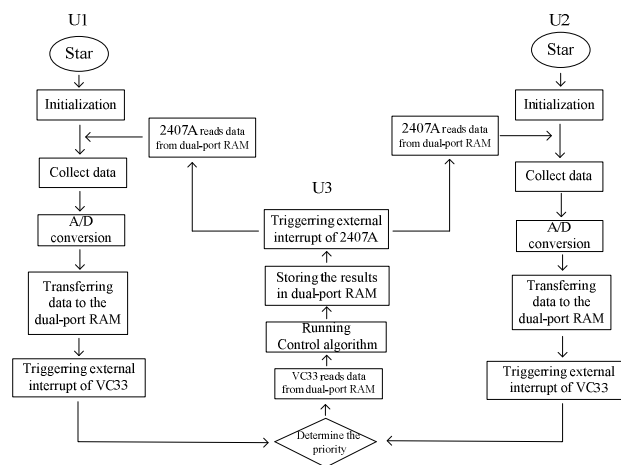 U1
Star
Initialization
Collect data
A/D
conversion
Transferring
data to the
dual-port RAM
Triggerring external
interrupt of VC33
2407A reads data
from dual-port RAM
U3
Triggerring external
interrupt of 2407A
Storing the results
in dual-port RAM
Running
Control algorithm
VC33 reads data
from dual-port RAM
Determine the
priority
2407A reads data
from dual-port RAM
U2
Star
Initialization
Collect data
A/D
conversion
Transferring
data to the
dual-port RAM
Triggerring external
interrupt of VC33